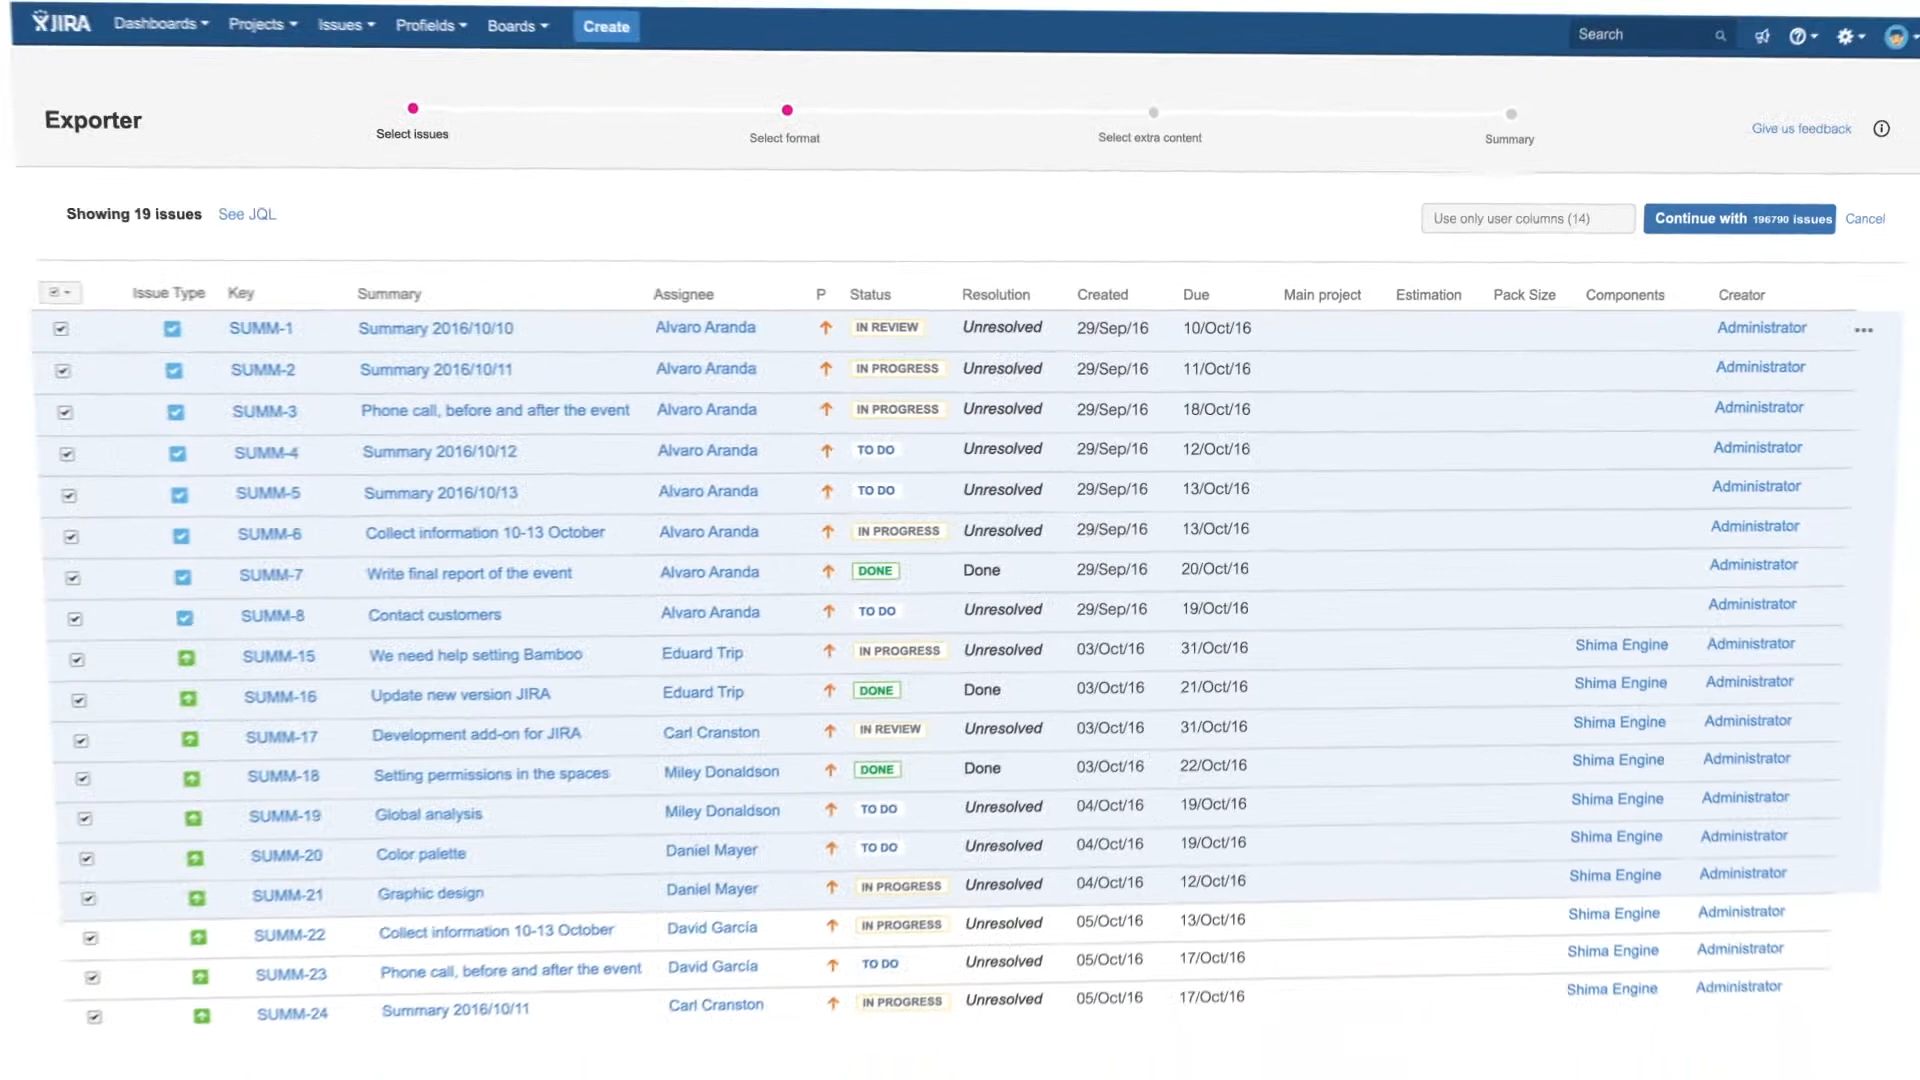 JIRA Dashboards Projects Issues Profields Boards Create Search
Exporter
Select issues
Select format
Select extra content
Summary
Give us feedback
Showing 19 issues See JQL
Use only user columns (14) Continue with 196790 issues Cancel
Issue Type Key Summary Assignee P Status Resolution Created Due Main project Estimation Pack Size Components Creator
SUMM-1 Summary 2016/10/10 Alvaro Aranda IN REVIEW Unresolved 29/Sep/16 10/Oct/16 Administrator
SUMM-2 Summary 2016/10/11 Alvaro Aranda IN PROGRESS Unresolved 29/Sep/16 11/Oct/16 Administrator
SUMM-3 Phone call, before and after the event Alvaro Aranda IN PROGRESS Unresolved 29/Sep/16 18/Oct/16 Administrator
SUMM-4 Summary 2016/10/12 Alvaro Aranda TO DO Unresolved 29/Sep/16 12/Oct/16 Administrator
SUMM-5 Summary 2016/10/13 Alvaro Aranda TO DO Unresolved 29/Sep/16 13/Oct/16 Administrator
SUMM-6 Collect information 10-13 October Alvaro Aranda IN PROGRESS Unresolved 29/Sep/16 13/Oct/16 Administrator
SUMM-7 Write final report of the event Alvaro Aranda DONE Done 29/Sep/16 20/Oct/16 Administrator
SUMM-8 Contact customers Alvaro Aranda TO DO Unresolved 29/Sep/16 19/Oct/16 Administrator
SUMM-15 We need help setting Bamboo Eduard Trip IN PROGRESS Unresolved 03/Oct/16 31/Oct/16 Shima Engine Administrator
SUMM-16 Update new version JIRA Eduard Trip DONE Done 03/Oct/16 21/Oct/16 Shima Engine Administrator
SUMM-17 Development add-on for JIRA Carl Cranston IN REVIEW Unresolved 03/Oct/16 31/Oct/16 Shima Engine Administrator
SUMM-18 Setting permissions in the spaces Miley Donaldson DONE Done 03/Oct/16 22/Oct/16 Shima Engine Administrator
SUMM-19 Global analysis Miley Donaldson TO DO Unresolved 04/Oct/16 19/Oct/16 Shima Engine Administrator
SUMM-20 Color palette Daniel Mayer TO DO Unresolved 04/Oct/16 19/Oct/16 Shima Engine Administrator
SUMM-21 Graphic design Daniel Mayer IN PROGRESS Unresolved 04/Oct/16 12/Oct/16 Shima Engine Administrator
SUMM-22 Collect information 10-13 October David García IN PROGRESS Unresolved 05/Oct/16 13/Oct/16 Shima Engine Administrator
SUMM-23 Phone call, before and after the event David García TO DO Unresolved 05/Oct/16 17/Oct/16 Shima Engine Administrator
SUMM-24 Summary 2016/10/11 Carl Cranston IN PROGRESS Unresolved 05/Oct/16 17/Oct/16 Shima Engine Administrator